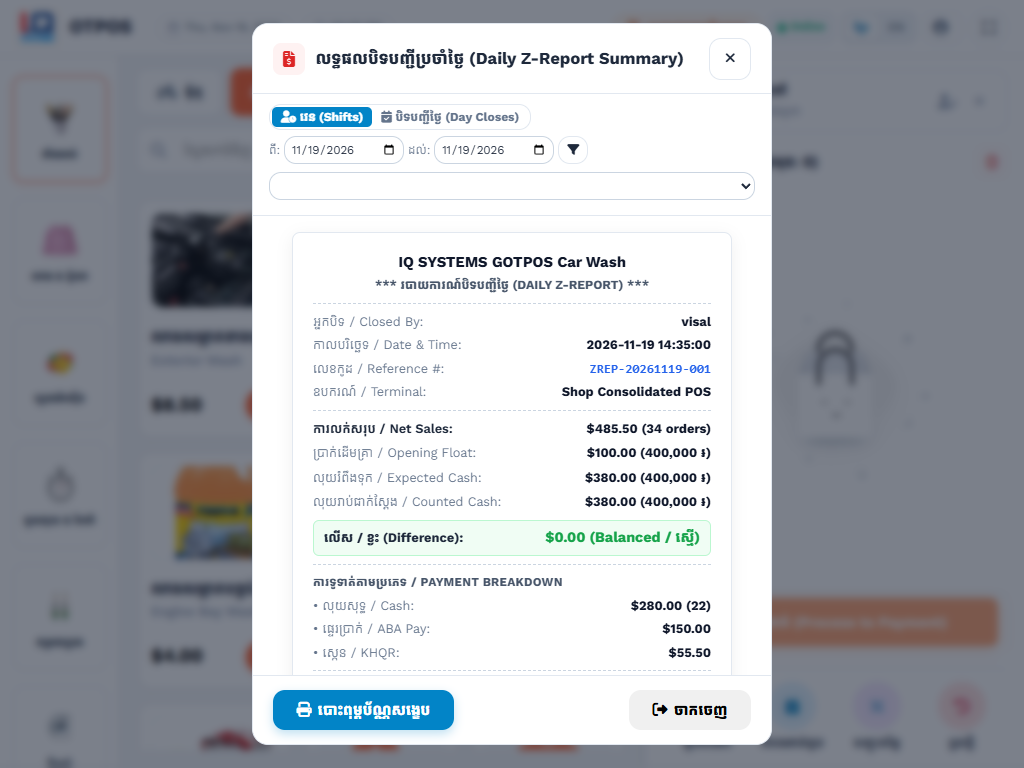 លទ្ធផលបិទបញ្ជីប្រចាំថ្ងៃ (Daily Z-Report Summary)
វេន (Shifts) បិទបញ្ជីថ្ងៃ (Day Closes)
ពី: 11/19/2026 ដល់: 11/19/2026
IQ SYSTEMS GOTPOS Car Wash
*** របាយការណ៍បិទបញ្ជីថ្ងៃ (DAILY Z-REPORT) ***
អ្នកបិទ / Closed By: visal
កាលបរិច្ឆេទ / Date & Time: 2026-11-19 14:35:00
លេខកូដ / Reference #: ZREP-20261119-001
ឧបករណ៍ / Terminal: Shop Consolidated POS
ការលក់សរុប / Net Sales: $485.50 (34 orders)
ប្រាក់ដើមគ្រា / Opening Float: $100.00 (400,000 ៛)
លុយរំពឹងទុក / Expected Cash: $380.00 (400,000 ៛)
លុយរាប់ជាក់ស្តែង / Counted Cash: $380.00 (400,000 ៛)
លើស / ខ្វះ (Difference): $0.00 (Balanced / ស្មើ)
ការទូទាត់តាមប្រភេទ / PAYMENT BREAKDOWN
• លុយសុទ្ធ / Cash: $280.00 (22)
• ផ្ទេរប្រាក់ / ABA Pay: $150.00
• ស្កេន / KHQR: $55.50
បោះពុម្ពប័ណ្ណសង្ខេប
ចាកចេញ
OTPOS
$8.50
$4.00